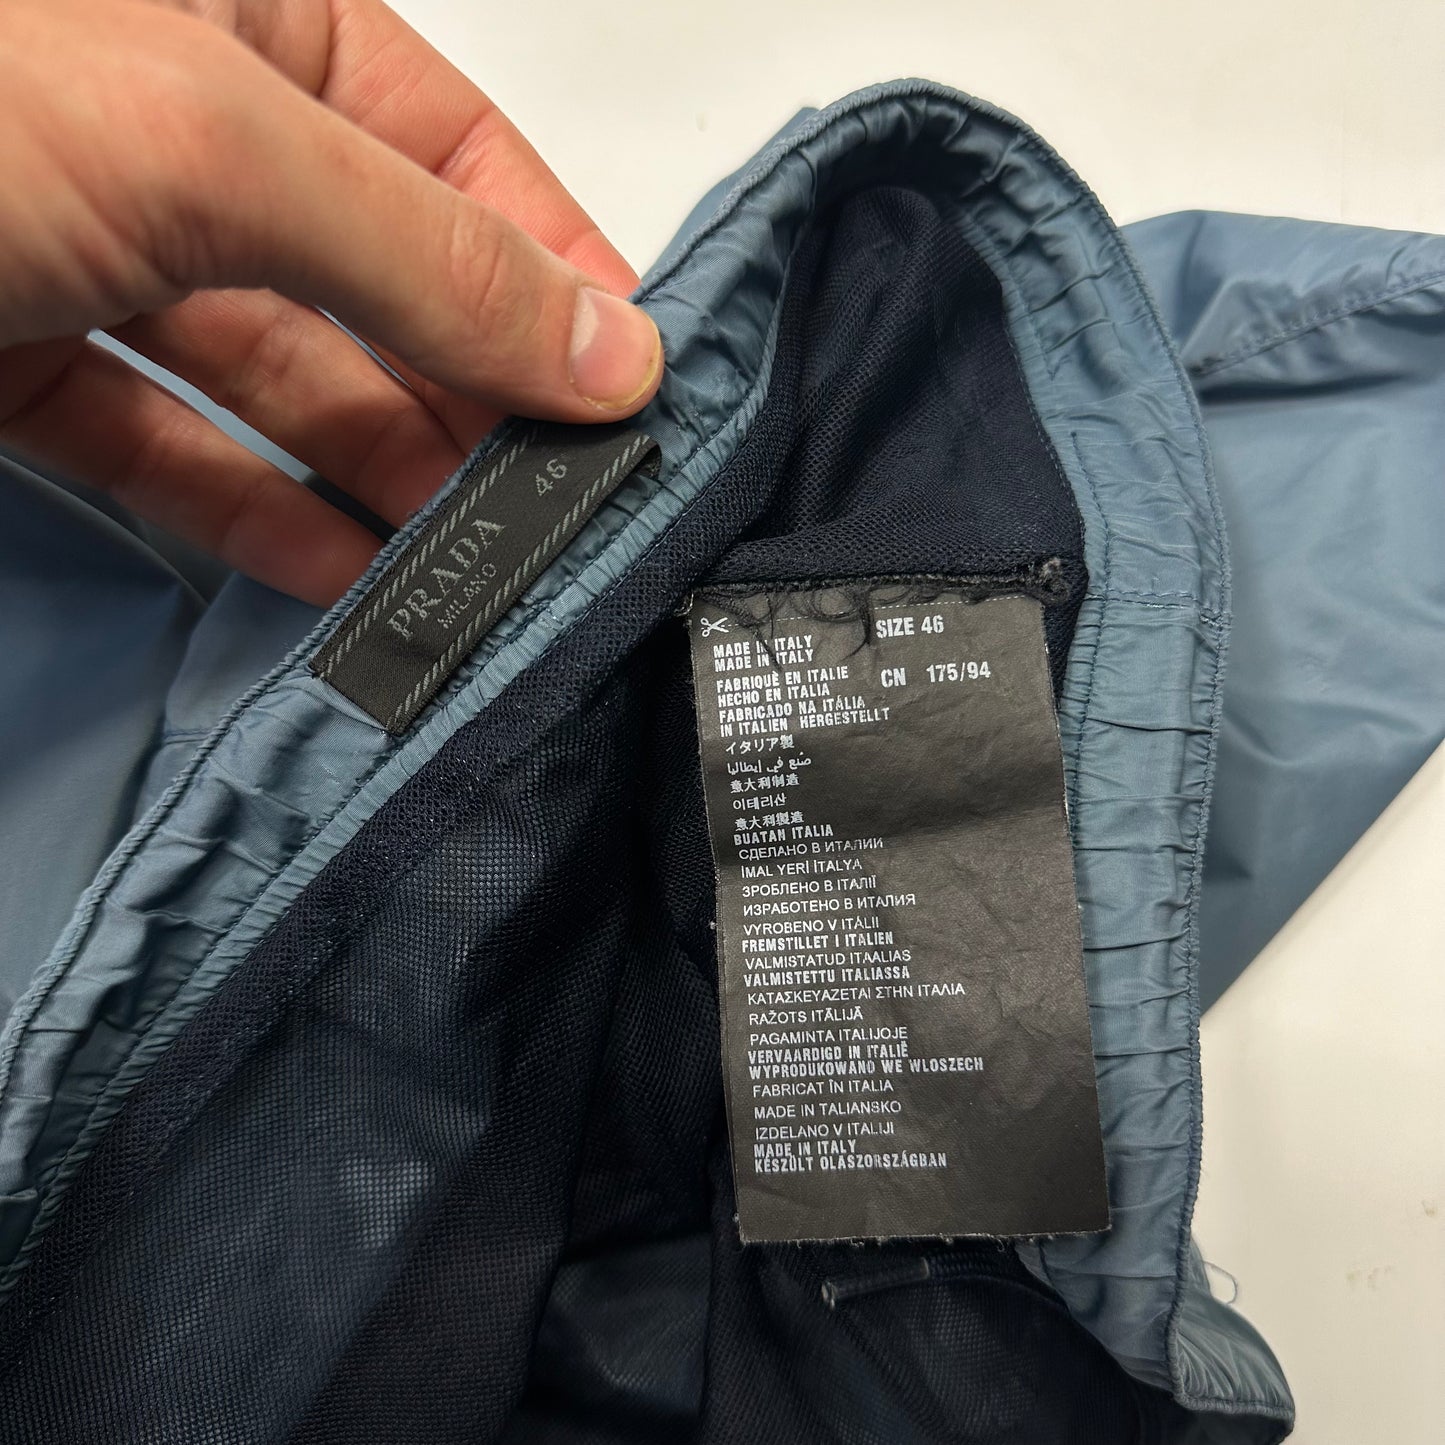 PRADA
MILANO
46
MADE IN ITALY
MADE IN ITALY
FABRIQUÉ EN ITALIE
HECHO EN ITALIA
FABRICADO NA ITÁLIA
IN ITALIEN HERGESTELLT
イタリア製
صُنع في إيطاليا
意大利制造
이태리산
意大利製造
BUATAN ITALIA
СДЕЛАНО В ИТАЛИИ
İMAL YERİ İTALYA
ЗРОБЛЕНО В ІТАЛІЇ
ИЗРАБОТЕНО В ИТАЛИЯ
VYROBENO V ITÁLII
FREMSTILLET I ITALIEN
VALMISTATUD ITAALIAS
VALMISTETTU ITALIASSA
ΚΑΤΑΣΚΕΥΑΖΕΤΑΙ ΣΤΗΝ ΙΤΑΛΙΑ
RAŽOTS ITĀLIJĀ
PAGAMINTA ITALIJOJE
VERVAARDIGD IN ITALIË
WYPRODUKOWANO WE WLOSZECH
FABRICAT ÎN ITALIA
MADE IN TALIANSKO
IZDELANO V ITALIJI
MADE IN ITALY
KÉSZÜLT OLASZORSZÁGBAN
SIZE 46
CN 175/94